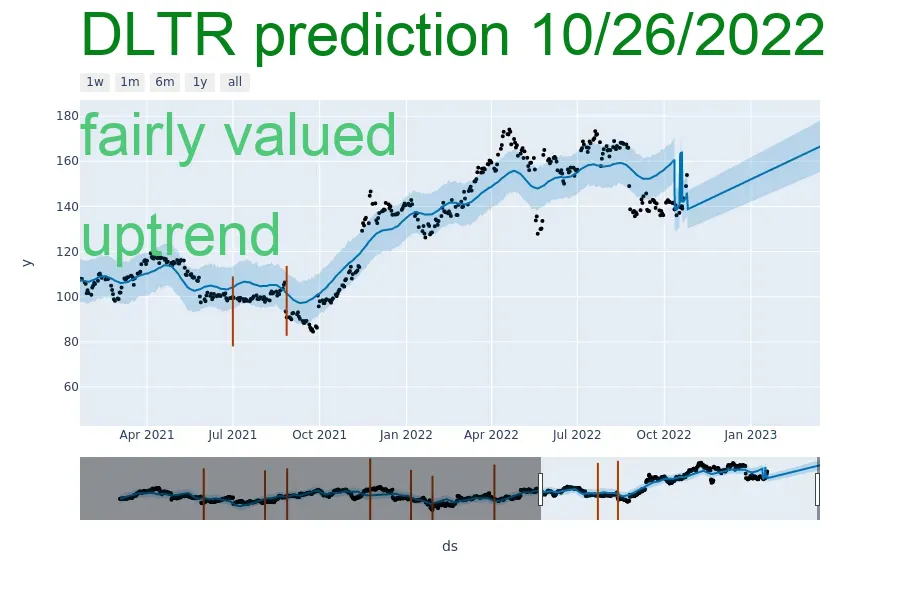 DLTR prediction 10/26/2022
1w 1m 6m 1y all
fairly valued
uptrend
y
180
160
140
120
100
80
60
Apr 2021 Jul 2021 Oct 2021 Jan 2022 Apr 2022 Jul 2022 Oct 2022 Jan 2023
ds